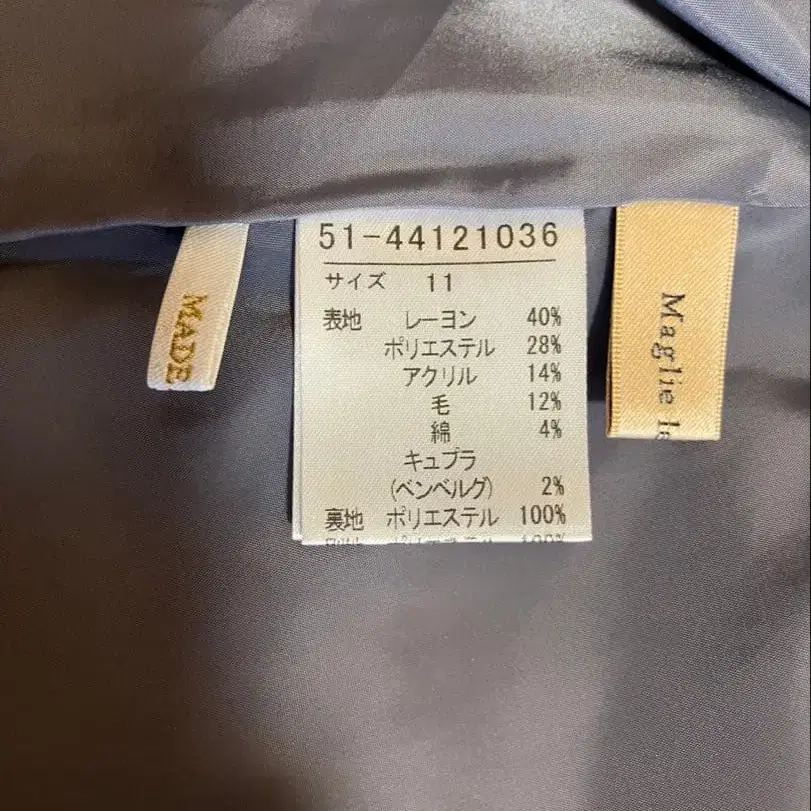 51-44121036
サイズ 11
表地 レーヨン 40%
ポリエステル 28%
アクリル 14%
毛 12%
綿 4%
キュプラ
(ベンベルグ) 2%
裏地 ポリエステル 100%
MADE
Maglie